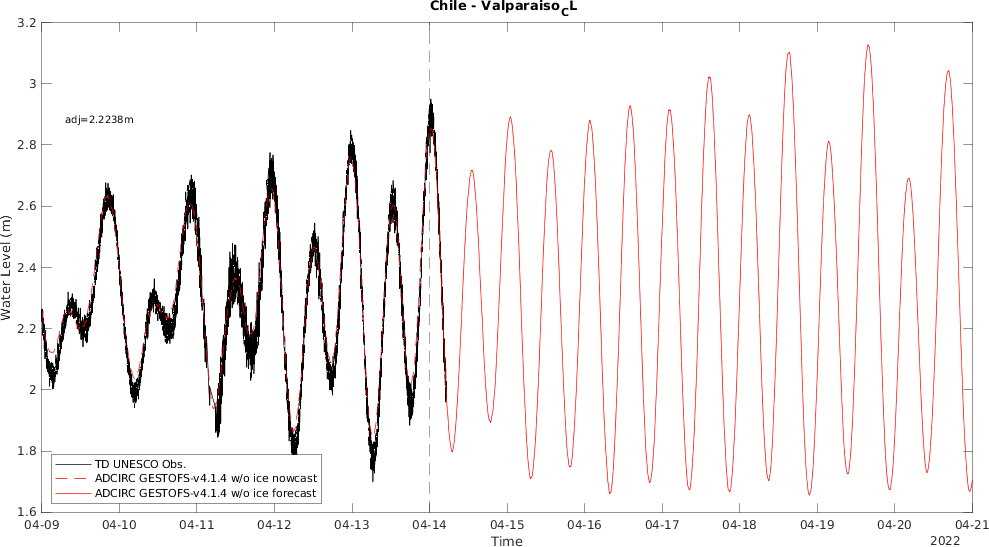 Chile - Valparaiso_CL
3.2
3
2.8
2.6
2.4
2.2
2
1.8
1.6
Water Level (m)
adj=2.2238m
TD UNESCO Obs.
ADCIRC GESTOFS-v4.1.4 w/o ice nowcast
ADCIRC GESTOFS-v4.1.4 w/o ice forecast
04-09 04-10 04-11 04-12 04-13 04-14 04-15 04-16 04-17 04-18 04-19 04-20 04-21
Time
2022